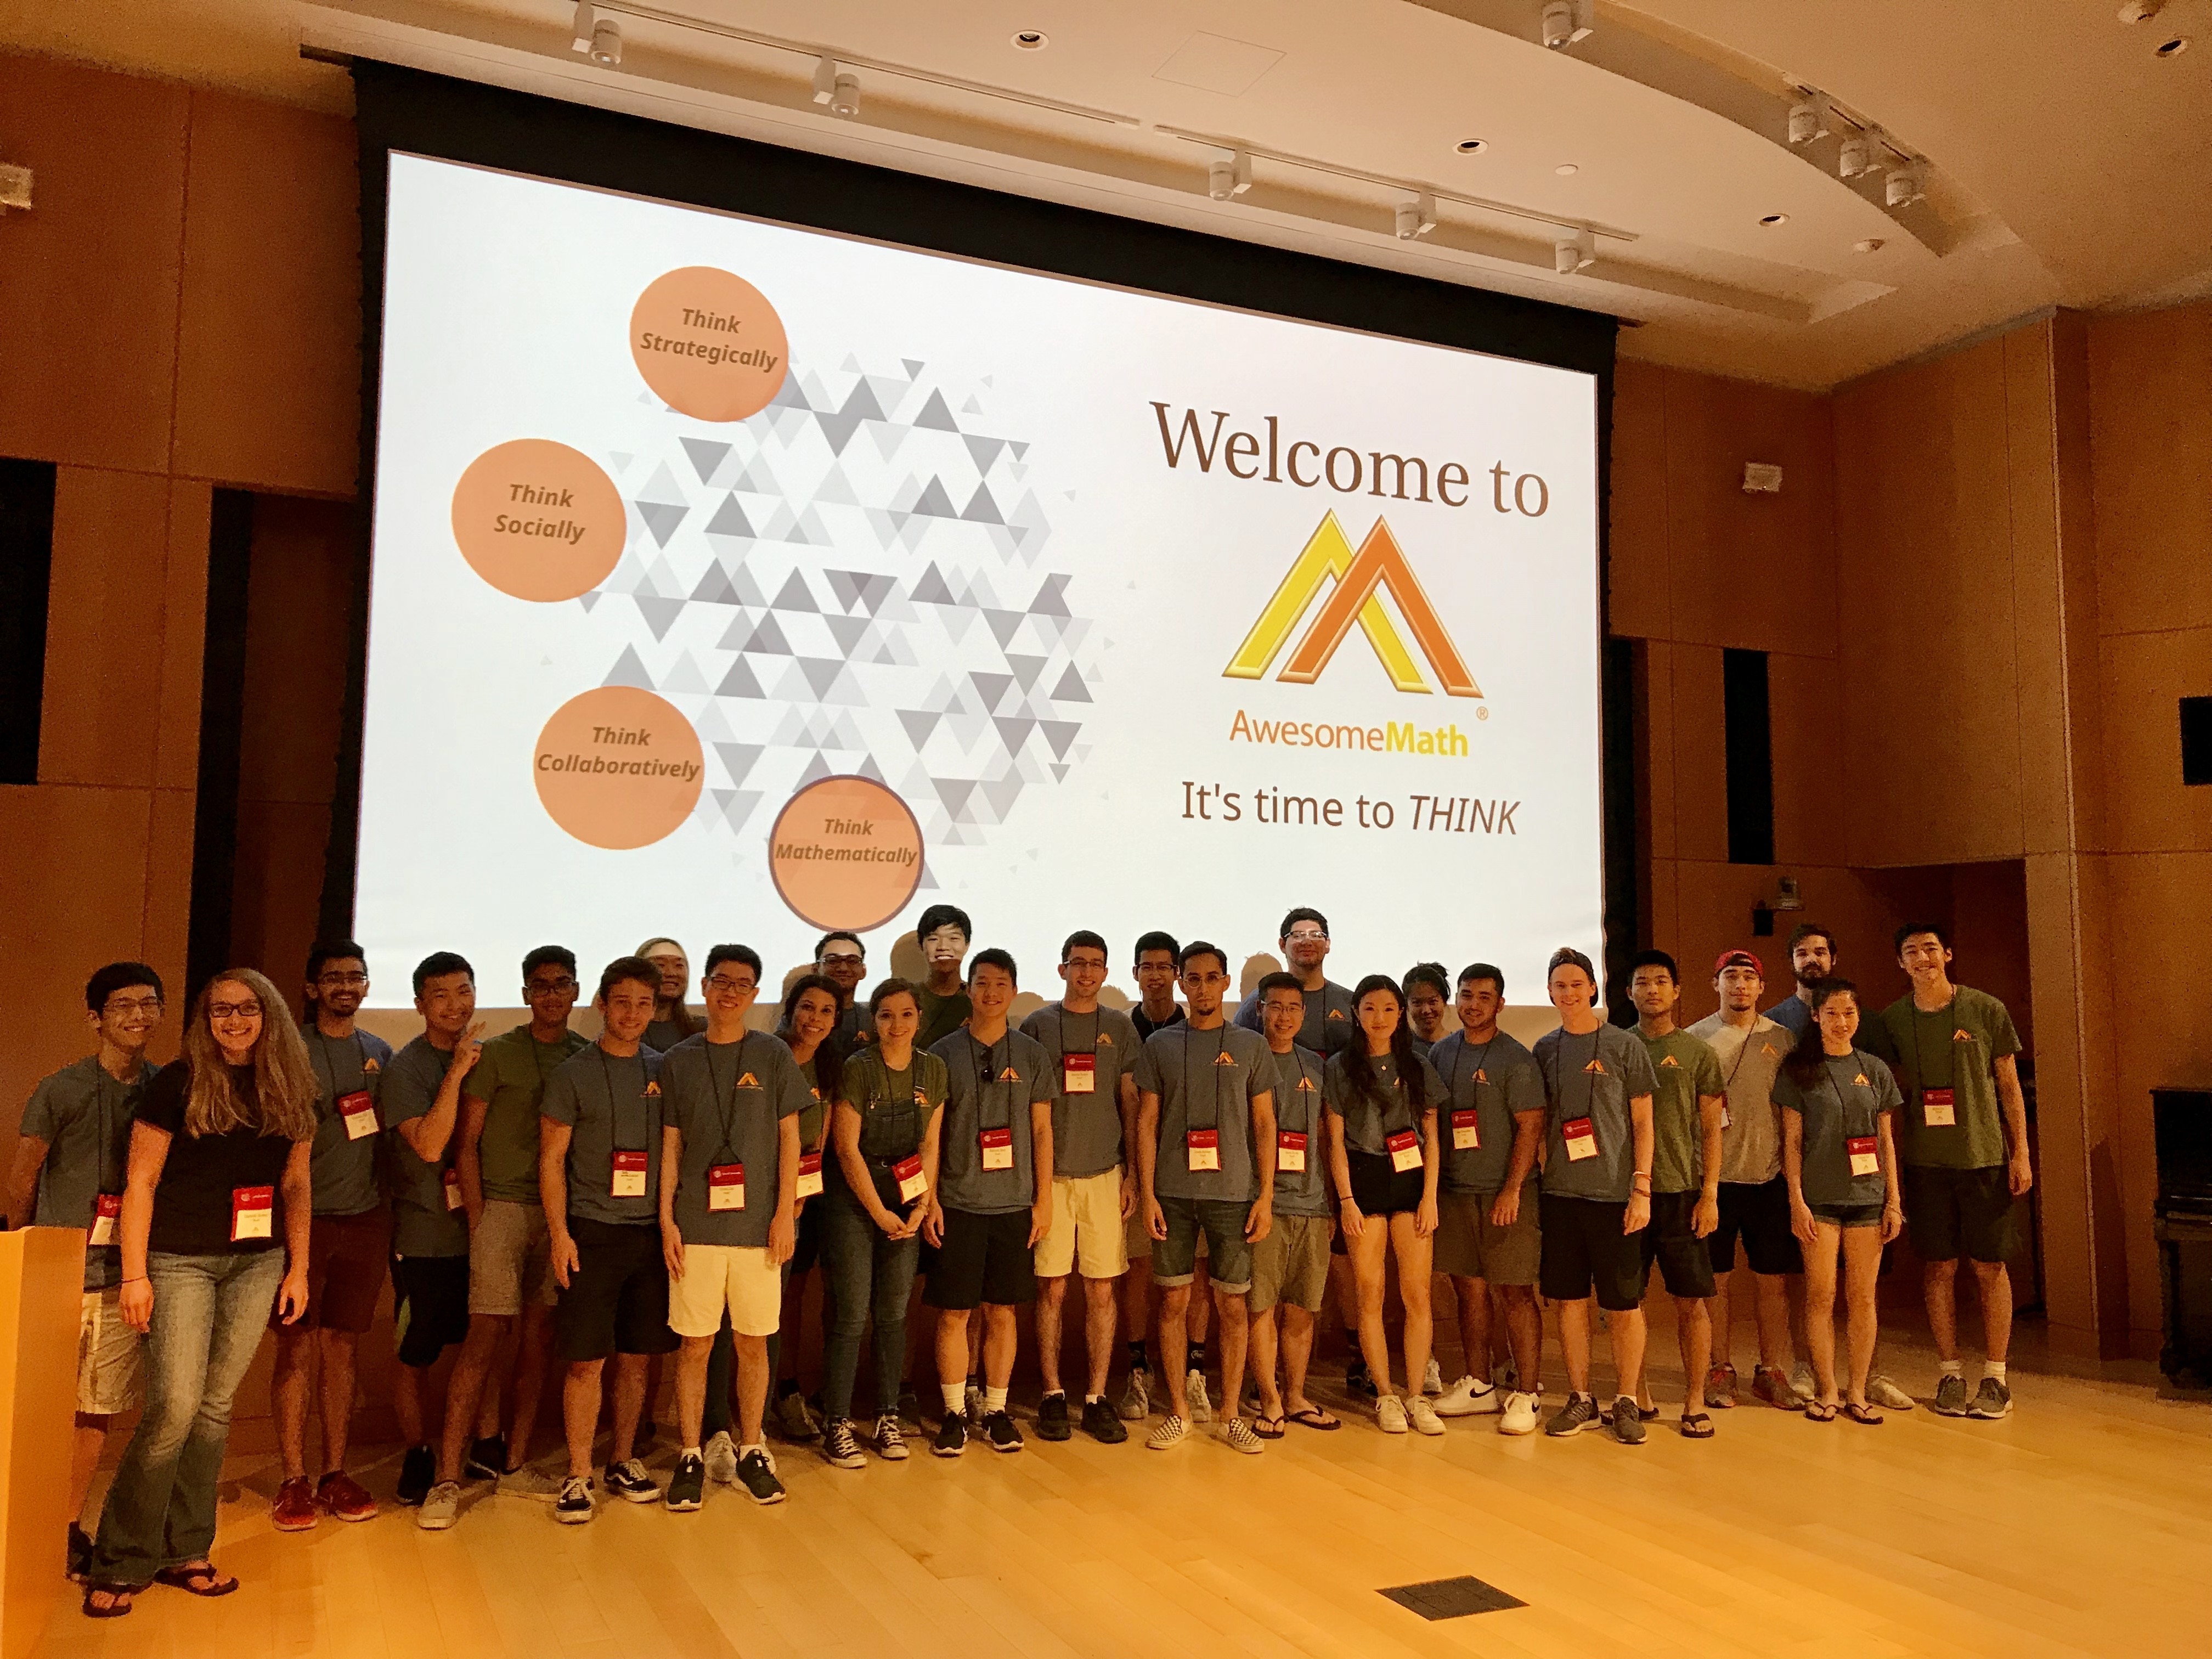 Think
Strategically
Think
Socially
Think
Collaboratively
Think
Mathematically
Welcome to
AwesomeMath®
It's time to THINK